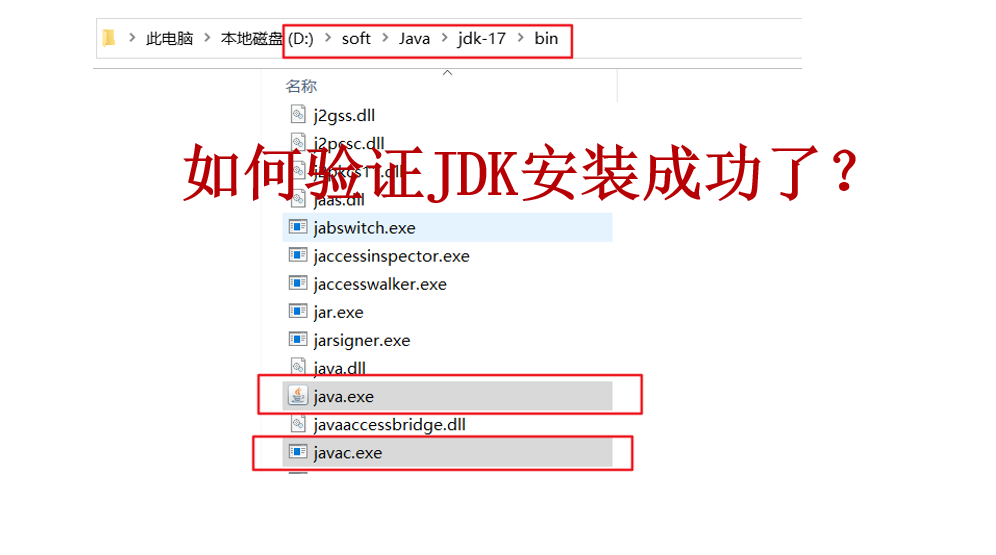 此电脑 本地磁盘 (D:) soft Java jdk-17 bin
名称
j2gss.dll
j2pcsc.dll
如何验证JDK安装成功了？
j2pkcs11.dll
jaas.dll
jabswitch.exe
jaccessinspector.exe
jaccesswalker.exe
jar.exe
jarsigner.exe
java.dll
java.exe
javaaccessbridge.dll
javac.exe